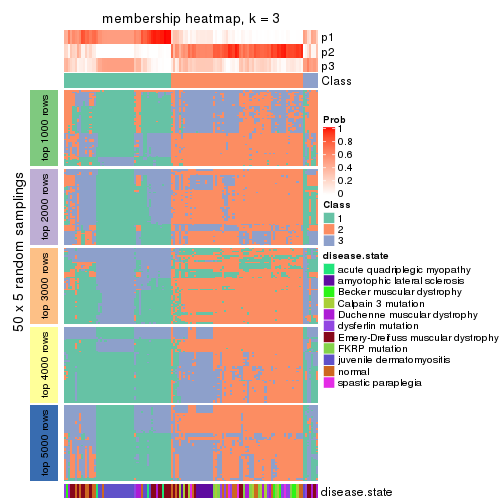 membership heatmap, k = 3
p1
p2
p3
Class
50 x 5 random samplings
top 1000 rows
top 2000 rows
top 3000 rows
top 4000 rows
top 5000 rows
Prob
1
0.8
0.6
0.4
0.2
0
Class
1
2
3
disease.state
acute quadriplegic myopathy
amyotophic lateral sclerosis
Becker muscular dystrophy
Calpain 3 mutation
Duchenne muscular dystrophy
dysferlin mutation
Emery-Dreifuss muscular dystrophy
FKRP mutation
juvenile dermatomyositis
normal
spastic paraplegia
disease.state